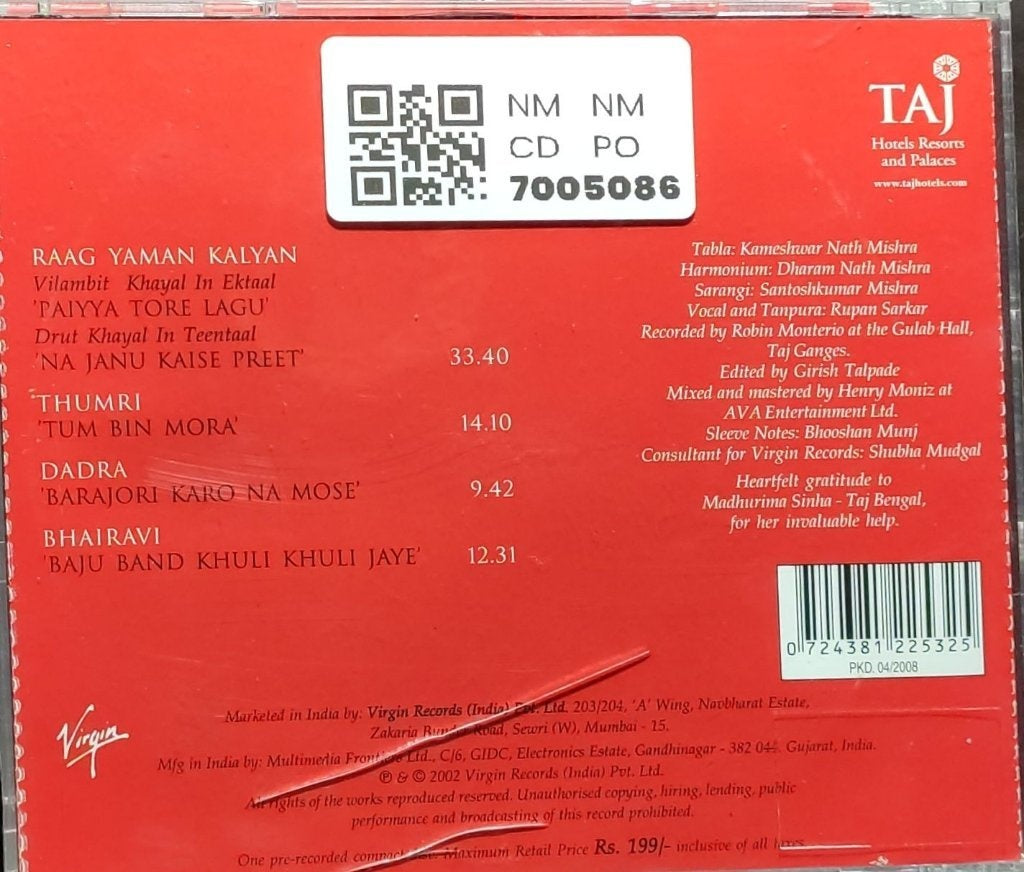 NM NM
CD PO
7005086
TAJ
Hotels Resorts
and Palaces
www.tajhotels.com
RAAG YAMAN KALYAN
Vilambit Khayal In Ektaal
'PAIYYA TORE LAGU'
Drut Khayal In Teentaal
'NA JANU KAISE PREET' 33.40
THUMRI
'TUM BIN MORA' 14.10
DADRA
'BARAJORI KARO NA MOSE' 9.42
BHAIRAVI
'BAJU BAND KHULI KHULI JAYE' 12.31
Tabla: Kameshwar Nath Mishra
Harmonium: Dharam Nath Mishra
Sarangi: Santoshkumar Mishra
Vocal and Tanpura: Rupan Sarkar
Recorded by Robin Monterio at the Gulab Hall,
Taj Ganges.
Edited by Girish Talpade
Mixed and mastered by Henry Moniz at
AVA Entertainment Ltd.
Sleeve Notes: Bhooshan Munj
Consultant for Virgin Records: Shubha Mudgal
Heartfelt gratitude to
Madhurima Sinha - Taj Bengal,
for her invaluable help.
0 724381 225325
PKD. 04/2008
Virgin
Marketed in India by: Virgin Records (India) Pvt. Ltd. 203/204, 'A' Wing, Navbharat Estate,
Zakaria Bunder Road, Sewri (W), Mumbai - 15.
Mfg in India by: Multimedia Frontiers Ltd., C/6, GIDC, Electronics Estate, Gandhinagar - 382 044. Gujarat, India.
℗ & © 2002 Virgin Records (India) Pvt. Ltd.
All rights of the works reproduced reserved. Unauthorised copying, hiring, lending, public
performance and broadcasting of this record prohibited.
One pre-recorded compact disc. Maximum Retail Price Rs. 199/- inclusive of all taxes.